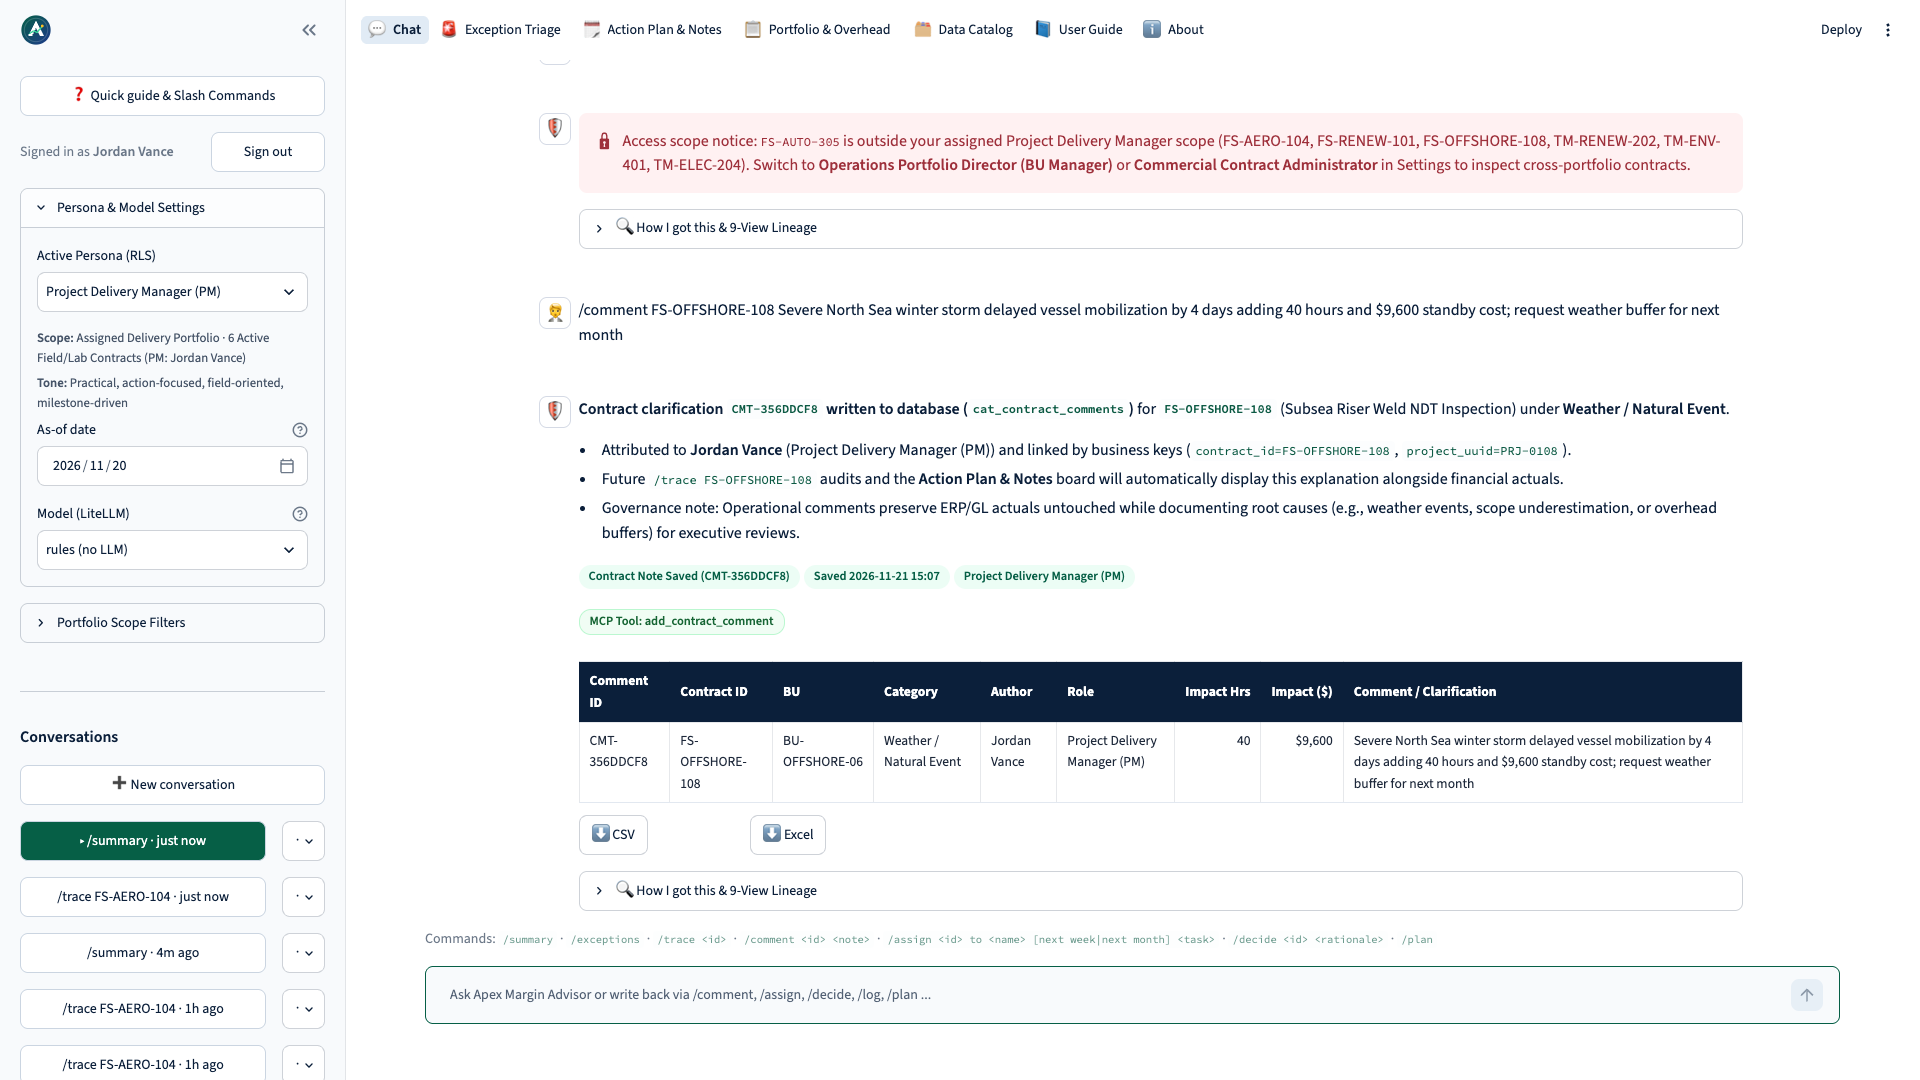 Chat
Exception Triage
Action Plan & Notes
Portfolio & Overhead
Data Catalog
User Guide
About
Deploy
Quick guide & Slash Commands
Signed in as Jordan Vance
Sign out
Persona & Model Settings
Active Persona (RLS)
Project Delivery Manager (PM)
Scope: Assigned Delivery Portfolio · 6 Active
Field/Lab Contracts (PM: Jordan Vance)
Tone: Practical, action-focused, field-oriented,
milestone-driven
As-of date
2026 / 11 / 20
Model (LiteLLM)
rules (no LLM)
Portfolio Scope Filters
Conversations
New conversation
▸ /summary · just now
/trace FS-AERO-104 · just now
/summary · 4m ago
/trace FS-AERO-104 · 1h ago
/trace FS-AERO-104 · 1h ago
Access scope notice: FS-AUTO-305 is outside your assigned Project Delivery Manager scope (FS-AERO-104, FS-RENEW-101, FS-OFFSHORE-108, TM-RENEW-202, TM-ENV-
401, TM-ELEC-204). Switch to Operations Portfolio Director (BU Manager) or Commercial Contract Administrator in Settings to inspect cross-portfolio contracts.
How I got this & 9-View Lineage
/comment FS-OFFSHORE-108 Severe North Sea winter storm delayed vessel mobilization by 4 days adding 40 hours and $9,600 standby cost; request weather buffer for next
month
Contract clarification CMT-356DDCF8 written to database ( cat_contract_comments ) for FS-OFFSHORE-108 (Subsea Riser Weld NDT Inspection) under Weather / Natural Event.
• Attributed to Jordan Vance (Project Delivery Manager (PM)) and linked by business keys ( contract_id=FS-OFFSHORE-108 , project_uuid=PRJ-0108 ).
• Future /trace FS-OFFSHORE-108 audits and the Action Plan & Notes board will automatically display this explanation alongside financial actuals.
• Governance note: Operational comments preserve ERP/GL actuals untouched while documenting root causes (e.g., weather events, scope underestimation, or overhead
buffers) for executive reviews.
Contract Note Saved (CMT-356DDCF8) Saved 2026-11-21 15:07 Project Delivery Manager (PM)
MCP Tool: add_contract_comment
Comment ID Contract ID BU Category Author Role Impact Hrs Impact ($) Comment / Clarification
CMT-356DDCF8 FS-OFFSHORE-108 BU-OFFSHORE-06 Weather / Natural Event Jordan Vance Project Delivery Manager (PM) 40 $9,600 Severe North Sea winter storm delayed vessel mobilization by 4 days adding 40 hours and $9,600 standby cost; request weather buffer for next month
CSV
Excel
How I got this & 9-View Lineage
Commands: /summary · /exceptions · /trace <id> · /comment <id> <note> · /assign <id> to <name> [next week|next month] <task> · /decide <id> <rationale> · /plan
Ask Apex Margin Advisor or write back via /comment, /assign, /decide, /log, /plan ...